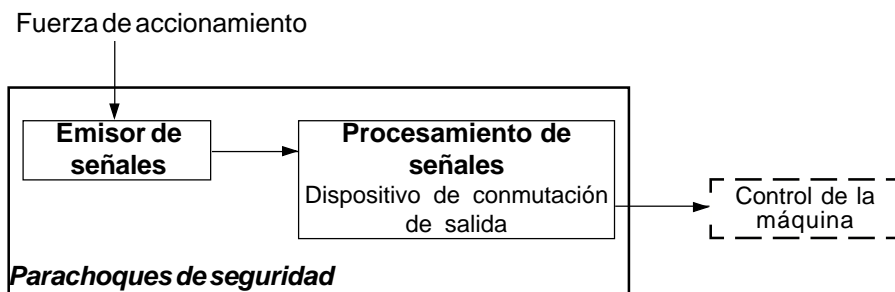 Fuerza de accionamiento
Emisor de
señales
Procesamiento de
señales
Dispositivo de conmutación
de salida
Control de la
máquina
Parachoques de seguridad